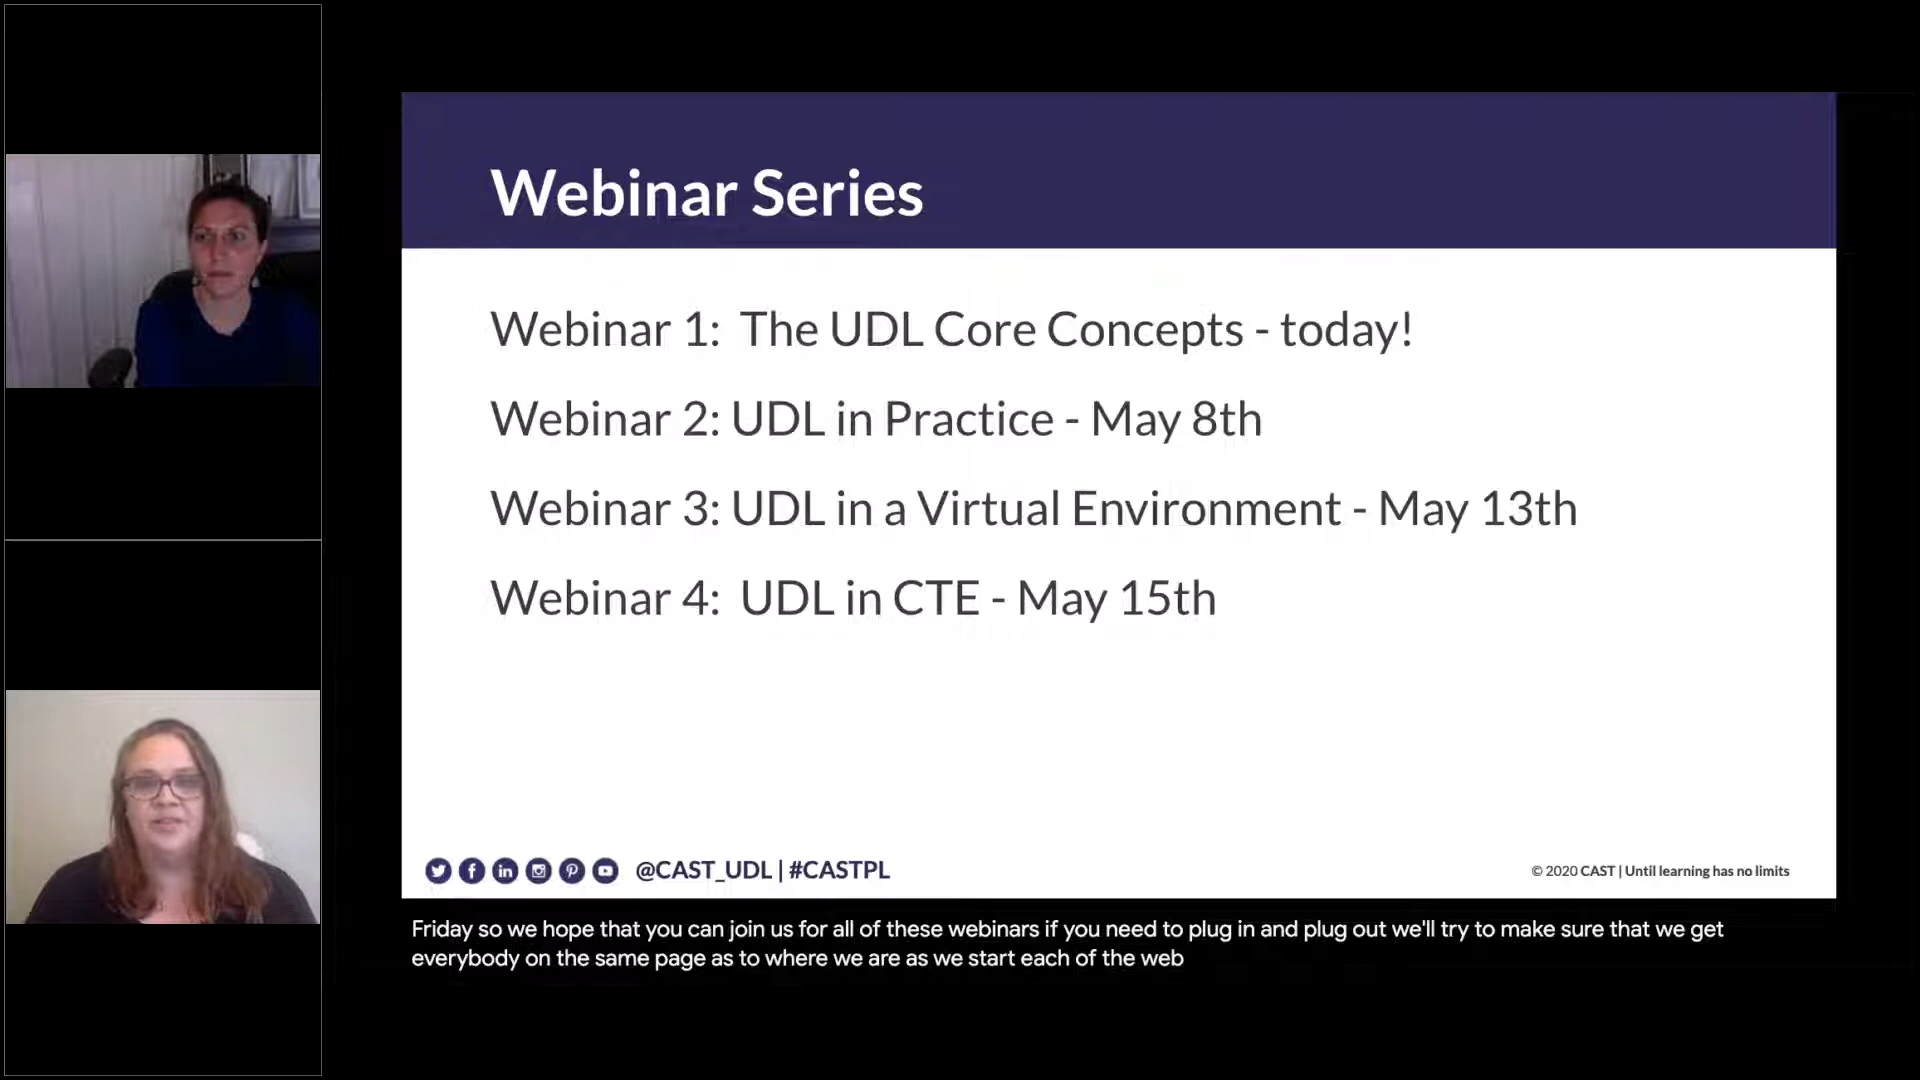 Webinar Series
Webinar 1: The UDL Core Concepts - today!
Webinar 2: UDL in Practice - May 8th
Webinar 3: UDL in a Virtual Environment - May 13th
Webinar 4: UDL in CTE - May 15th
@CAST_UDL | #CASTPL
© 2020 CAST | Until learning has no limits
Friday so we hope that you can join us for all of these webinars if you need to plug in and plug out we'll try to make sure that we get
everybody on the same page as to where we are as we start each of the web